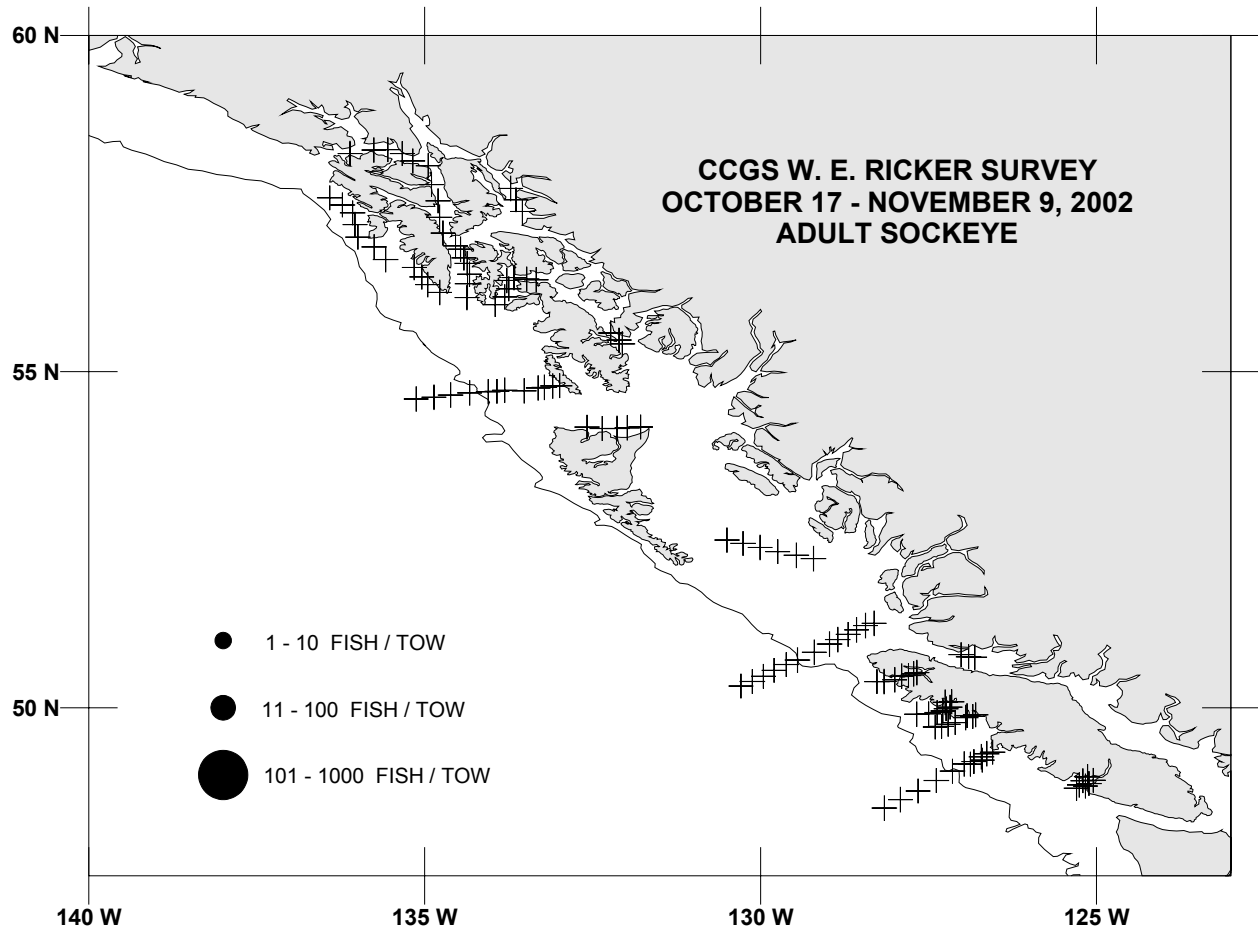 60 N
CCGS W. E. RICKER SURVEY
OCTOBER 17 - NOVEMBER 9, 2002
ADULT SOCKEYE
55 N
1 - 10 FISH / TOW
50 N
11 - 100 FISH / TOW
101 - 1000 FISH / TOW
140 W
135 W
130 W
125 W